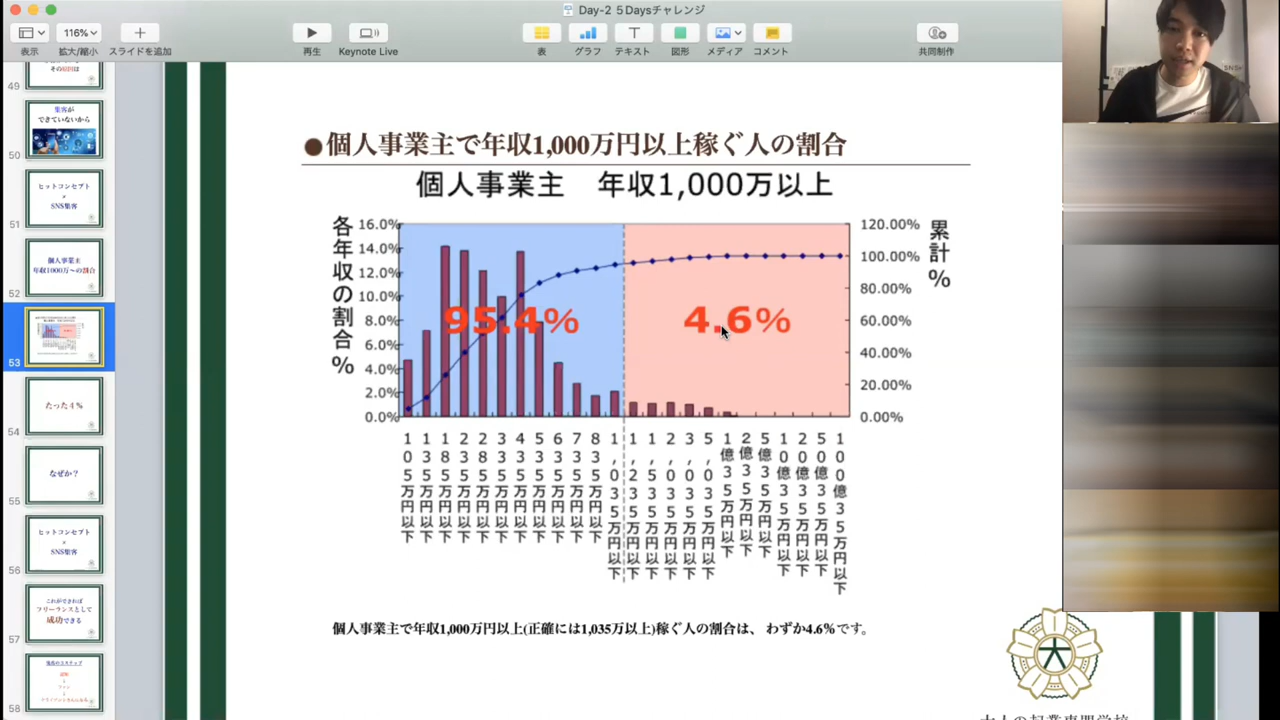 Day-2 5Daysチャレンジ
116%
表示
拡大/縮小
スライドを追加
再生
Keynote Live
表
グラフ
テキスト
図形
メディア
コメント
共同制作
49
50
集客が
できていないから
51
ヒットコンセプト
×
SNS集客
52
個人事業主
年収1000万〜の割合
53
54
たった4%
55
なぜか?
56
ヒットコンセプト
×
SNS集客
57
これができれば
フリーランスとして
成功できる
58
●個人事業主で年収1,000万円以上稼ぐ人の割合
個人事業主 年収1,000万以上
各年収の割合%
16.0%
14.0%
12.0%
10.0%
8.0%
6.0%
4.0%
2.0%
0.0%
95.4%
4.6%
120.00%
100.00%
80.00%
60.00%
40.00%
20.00%
0.00%
累計%
105万円以下
135万円以下
185万円以下
235万円以下
285万円以下
335万円以下
435万円以下
535万円以下
635万円以下
735万円以下
835万円以下
1,035万円以下
1,235万円以下
1,535万円以下
2,035万円以下
3,035万円以下
5,035万円以下
1億35万円以下
2億35万円以下
5億35万円以下
10億35万円以下
20億35万円以下
50億35万円以下
100億35万円以下
個人事業主で年収1,000万円以上(正確には1,035万以上)稼ぐ人の割合は、わずか4.6%です。